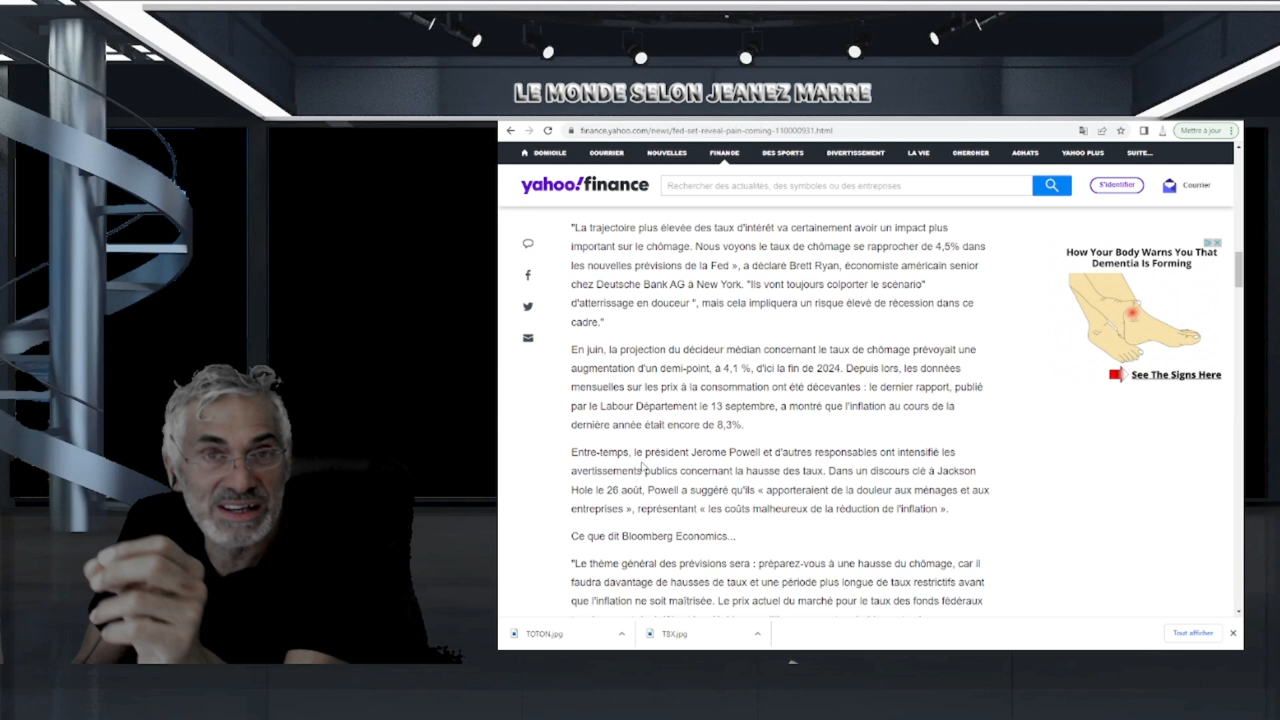 LE MONDE SELON JEANEZ MARRE
finance.yahoo.com/news/fed-set-reveal-pain-coming-110000931.html
Mettre à jour
DOMICILE COURRIER NOUVELLES FINANCE DES SPORTS DIVERTISSEMENT LA VIE CHERCHER ACHATS YAHOO PLUS SUITE...
yahoo!finance
Rechercher des actualités, des symboles ou des entreprises
S'identifier
Courrier
"La trajectoire plus élevée des taux d'intérêt va certainement avoir un impact plus
important sur le chômage. Nous voyons le taux de chômage se rapprocher de 4,5% dans
les nouvelles prévisions de la Fed », a déclaré Brett Ryan, économiste américain senior
chez Deutsche Bank AG à New York. "Ils vont toujours colporter le scénario"
d'atterrissage en douceur ", mais cela impliquera un risque élevé de récession dans ce
cadre."
How Your Body Warns You That
Dementia Is Forming
See The Signs Here
En juin, la projection du décideur médian concernant le taux de chômage prévoyait une
augmentation d'un demi-point, à 4,1 %, d'ici la fin de 2024. Depuis lors, les données
mensuelles sur les prix à la consommation ont été décevantes : le dernier rapport, publié
par le Labour Département le 13 septembre, a montré que l'inflation au cours de la
dernière année était encore de 8,3%.
Entre-temps, le président Jerome Powell et d'autres responsables ont intensifié les
avertissements publics concernant la hausse des taux. Dans un discours clé à Jackson
Hole le 26 août, Powell a suggéré qu'ils « apporteraient de la douleur aux ménages et aux
entreprises », représentant « les coûts malheureux de la réduction de l'inflation ».
Ce que dit Bloomberg Economics...
"Le thème général des prévisions sera : préparez-vous à une hausse du chômage, car il
faudra davantage de hausses de taux et une période plus longue de taux restrictifs avant
que l'inflation ne soit maîtrisée. Le prix actuel du marché pour le taux des fonds fédéraux
TOTON.jpg
TBX.jpg
Tout afficher